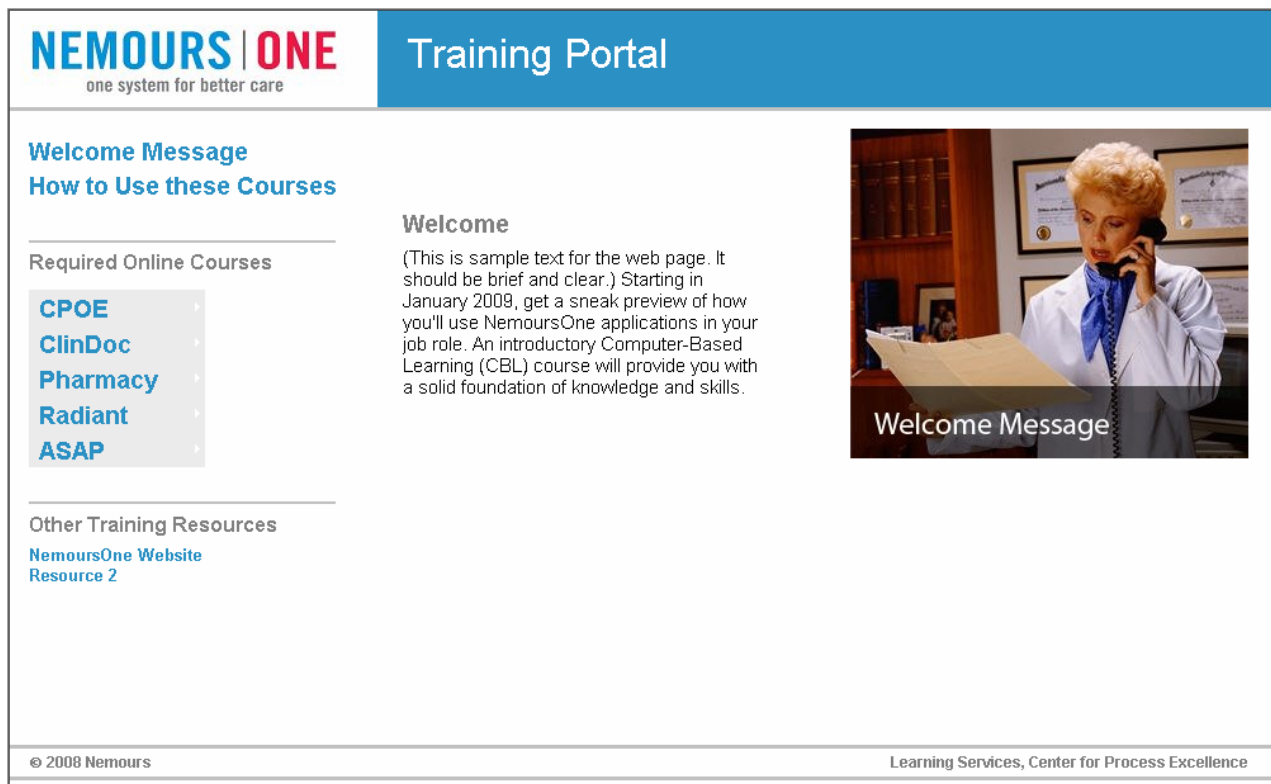 NEMOURS | ONE
one system for better care
Training Portal
Welcome Message
How to Use these Courses
Required Online Courses
CPOE
ClinDoc
Pharmacy
Radiant
ASAP
Other Training Resources
NemoursOne Website
Resource 2
Welcome
(This is sample text for the web page. It
should be brief and clear.) Starting in
January 2009, get a sneak preview of how
you'll use NemoursOne applications in your
job role. An introductory Computer-Based
Learning (CBL) course will provide you with
a solid foundation of knowledge and skills.
Welcome Message
© 2008 Nemours
Learning Services, Center for Process Excellence